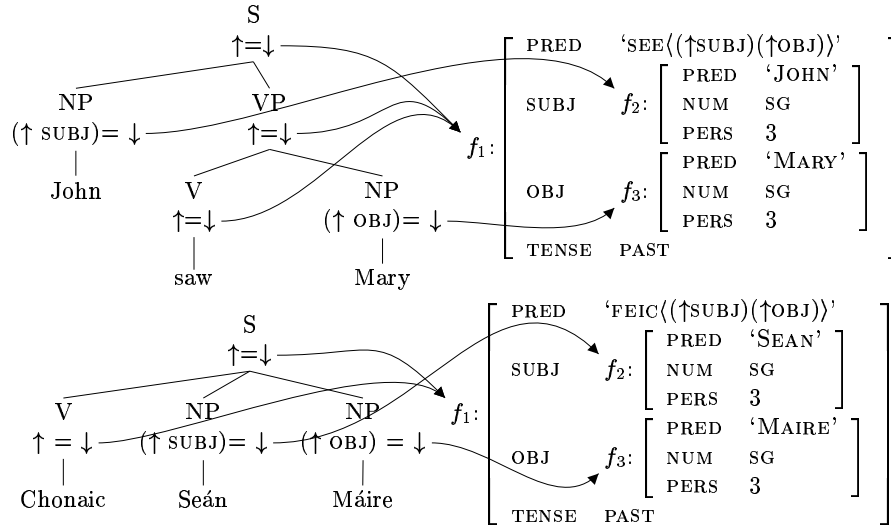 S
↑=↓
NP VP
(↑ SUBJ)= ↓ ↑=↓
John V NP
↑=↓ (↑ OBJ)= ↓
saw Mary
PRED ‘SEE⟨(↑SUBJ)(↑OBJ)⟩’
PRED ‘JOHN’
SUBJ f2: NUM SG
PERS 3
f1:
PRED ‘MARY’
OBJ f3: NUM SG
PERS 3
TENSE PAST
S
↑=↓
V NP NP
↑ = ↓ (↑ SUBJ)= ↓ (↑ OBJ) = ↓
Chonaic Seán Máire
PRED ‘FEIC⟨(↑SUBJ)(↑OBJ)⟩’
PRED ‘SEAN’
SUBJ f2: NUM SG
PERS 3
f1:
PRED ‘MAIRE’
OBJ f3: NUM SG
PERS 3
TENSE PAST